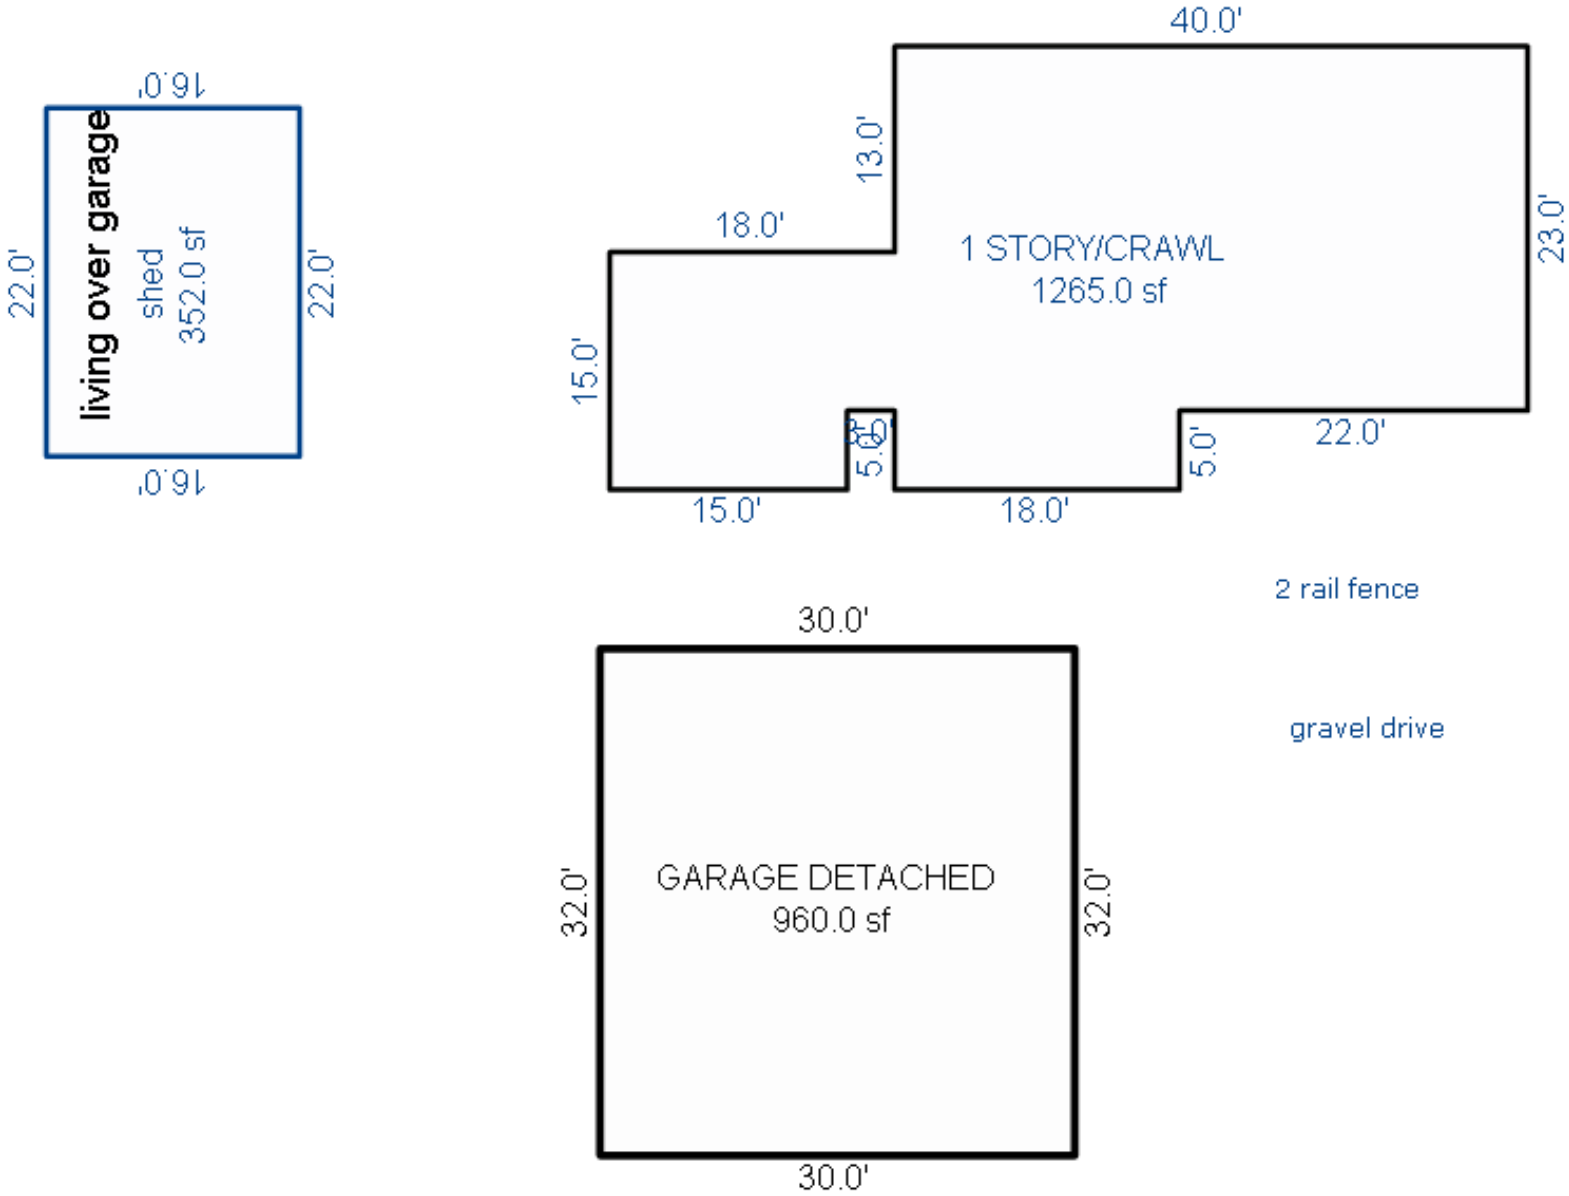 40.0'
16.0'
13.0'
living over garage
shed
352.0 sf
22.0'
22.0'
16.0'
18.0'
1 STORY/CRAWL
1265.0 sf
23.0'
15.0'
3.0'
5.0'
5.0'
22.0'
15.0'
18.0'
2 rail fence
30.0'
gravel drive
GARAGE DETACHED
960.0 sf
32.0'
32.0'
30.0'